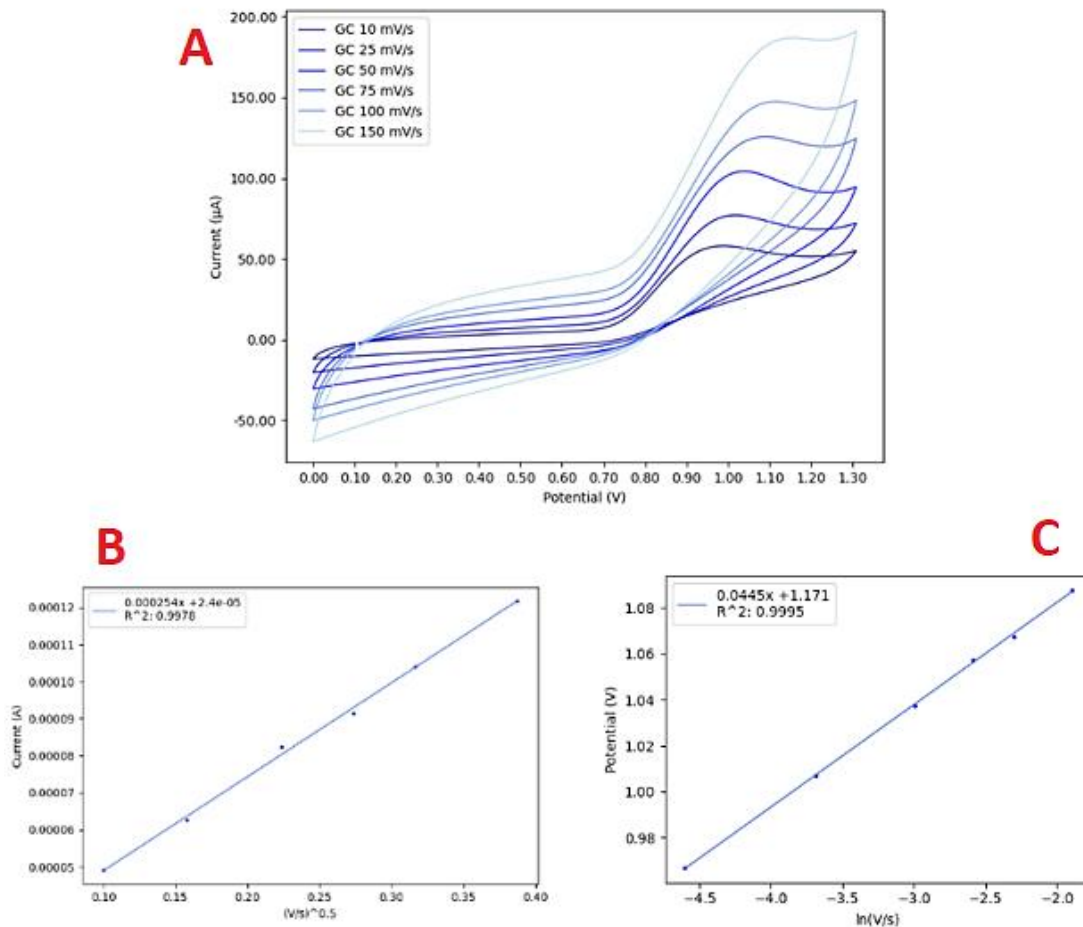 A
200.00
150.00
100.00
50.00
0.00
-50.00
Current (µA)
GC 10 mV/s
GC 25 mV/s
GC 50 mV/s
GC 75 mV/s
GC 100 mV/s
GC 150 mV/s
0.00 0.10 0.20 0.30 0.40 0.50 0.60 0.70 0.80 0.90 1.00 1.10 1.20 1.30
Potential (V)
B
0.00012
0.00011
0.00010
0.00009
0.00008
0.00007
0.00006
0.00005
Current (A)
0.000254x +2.4e-05
R^2: 0.9978
0.10 0.15 0.20 0.25 0.30 0.35 0.40
(V/s)^0.5
C
1.08
1.06
1.04
1.02
1.00
0.98
Potential (V)
0.0445x +1.171
R^2: 0.9995
−4.5 −4.0 −3.5 −3.0 −2.5 −2.0
ln(V/s)